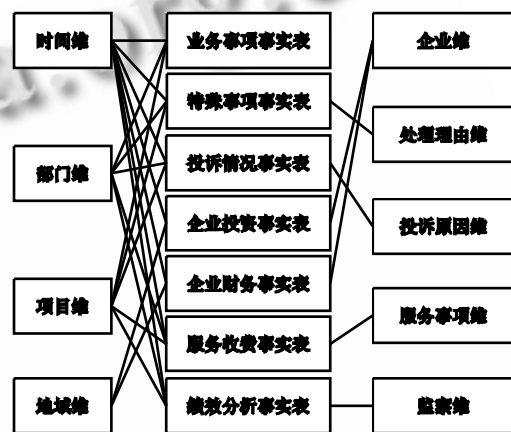 时间维
部门维
项目维
地域维
业务事项事实表
特殊事项事实表
投诉情况事实表
企业投资事实表
企业财务事实表
服务收费事实表
绩效分析事实表
企业维
处理理由维
投诉原因维
服务事项维
监察维